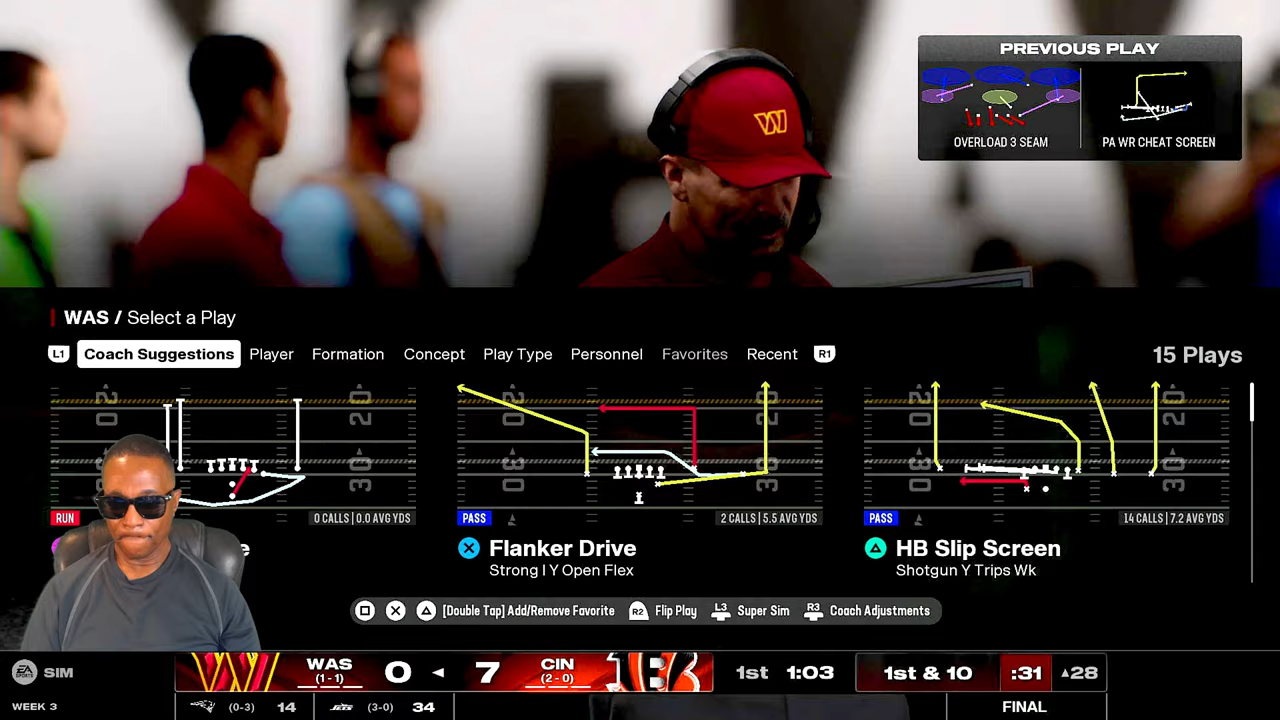 PREVIOUS PLAY
OVERLOAD 3 SEAM
PA WR CHEAT SCREEN
WAS / Select a Play
L1 Coach Suggestions Player Formation Concept Play Type Personnel Favorites Recent R1
15 Plays
RUN
0 CALLS | 0.0 AVG YDS
PASS
2 CALLS | 5.5 AVG YDS
Flanker Drive
Strong I Y Open Flex
PASS
14 CALLS | 7.2 AVG YDS
HB Slip Screen
Shotgun Y Trips Wk
[Double Tap] Add/Remove Favorite R2 Flip Play L3 Super Sim R3 Coach Adjustments
EA SPORTS SIM
WAS (1-1) 0 7 CIN (2-0) 1st 1:03 1st & 10 :31 28
WEEK 3 (0-3) 14 JETS (3-0) 34 FINAL